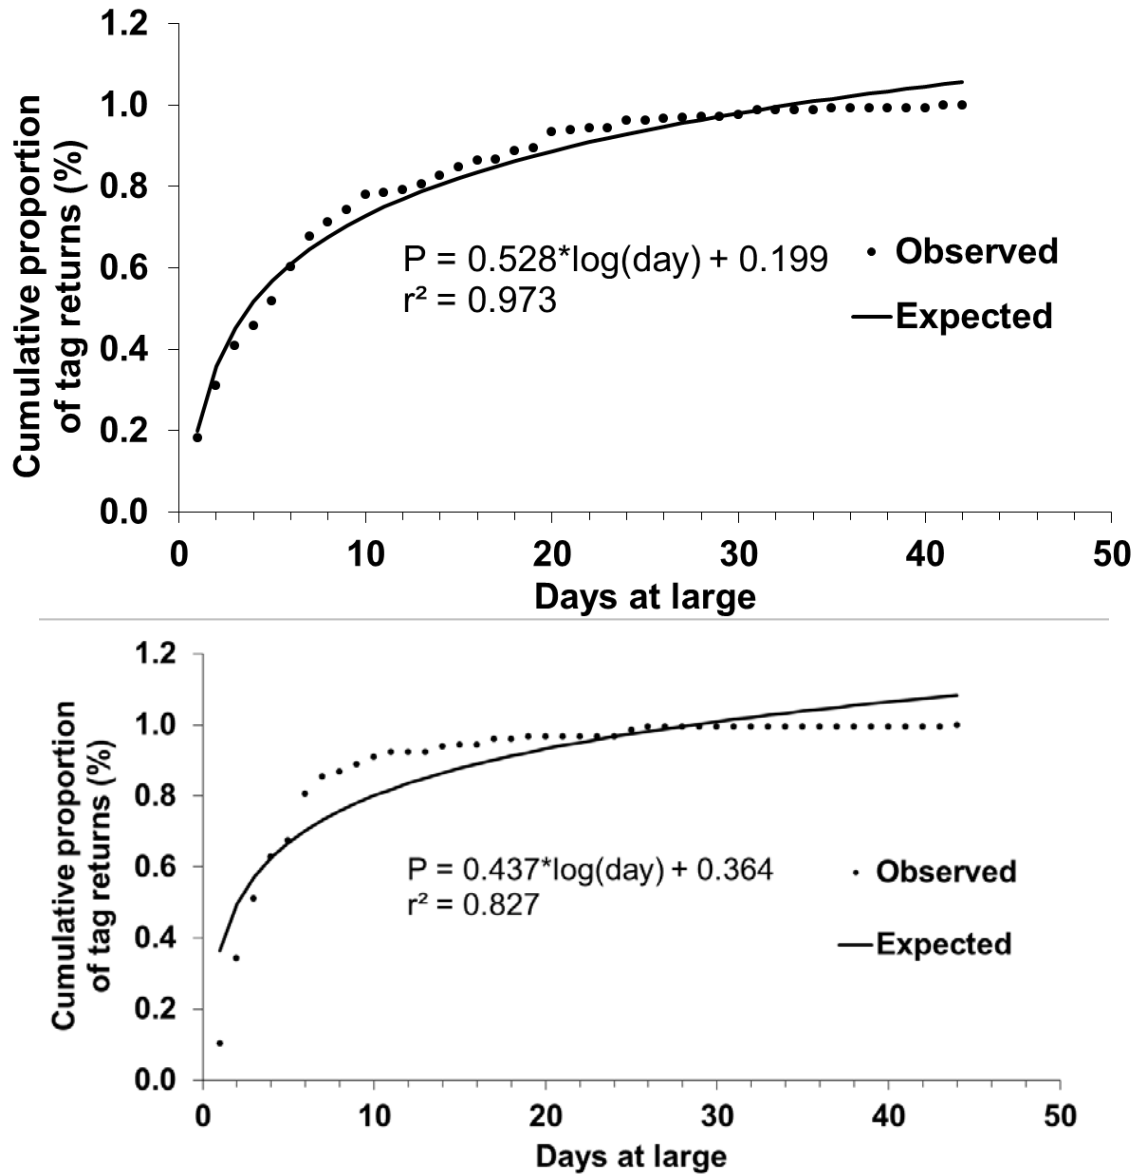 1.2
1.0
0.8
0.6
0.4
0.2
0.0
Cumulative proportion
of tag returns (%)
P = 0.528*log(day) + 0.199
r² = 0.973
Observed
Expected
0 10 20 30 40 50
Days at large
1.2
1.0
0.8
0.6
0.4
0.2
0.0
Cumulative proportion
of tag returns (%)
P = 0.437*log(day) + 0.364
r² = 0.827
Observed
Expected
0 10 20 30 40 50
Days at large